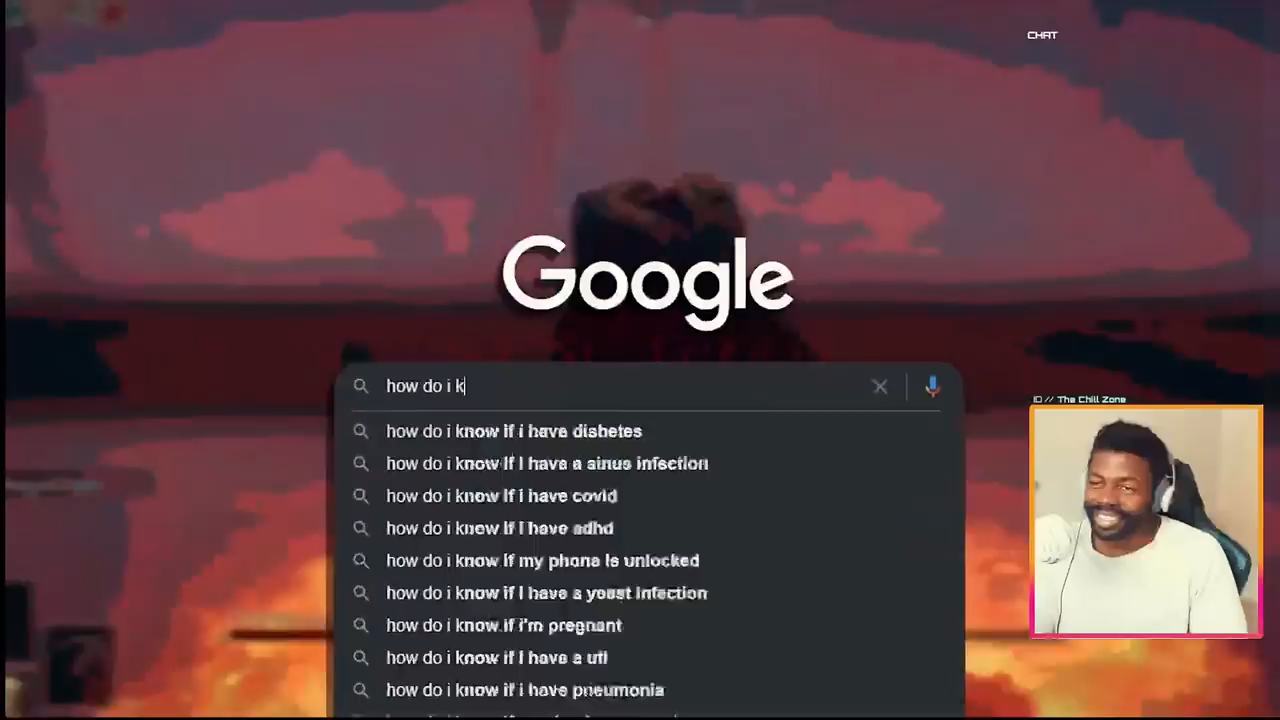 CHAT
Google
how do i k
how do i know if i have diabetes
how do i know if I have a sinus infection
how do i know if I have covid
how do i know if I have adhd
how do i know if my phone is unlocked
how do i know if I have a yeast infection
how do i know if i'm pregnant
how do i know if I have a uti
how do i know if i have pneumonia
ID // The Chill Zone